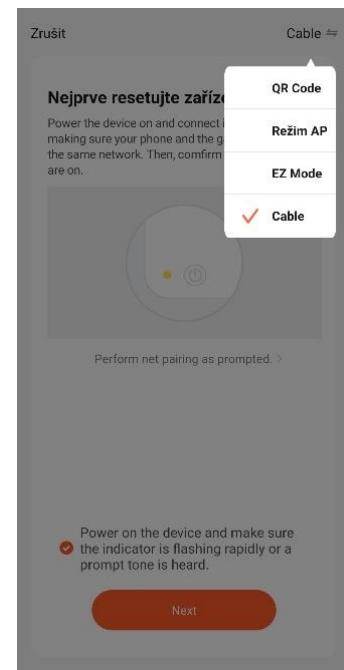 Zrušit
Cable ⇋
QR Code
Režim AP
EZ Mode
Cable
Nejprve resetujte zaříz
Power the device on and connect i
making sure your phone and the g
the same network. Then, comfirm
are on.
Perform net pairing as prompted. >
Power on the device and make sure
the indicator is flashing rapidly or a
prompt tone is heard.
Next